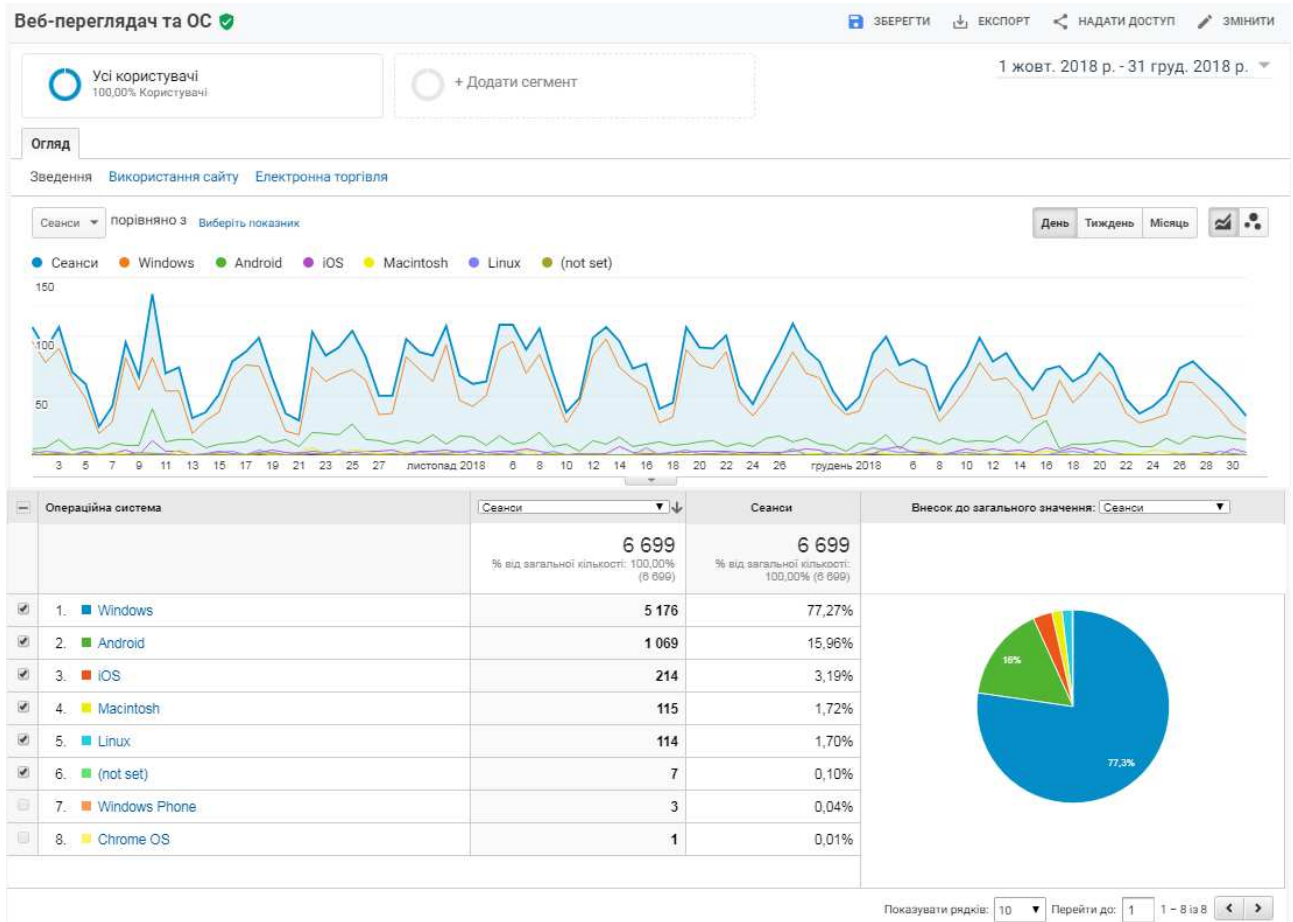 Веб-переглядач та ОС
ЗБЕРЕГТИ ЕКСПОРТ НАДАТИ ДОСТУП ЗМІНИТИ
Усі користувачі
100,00% Користувачі
+ Додати сегмент
1 жовт. 2018 р. - 31 груд. 2018 р.
Огляд
Зведення Використання сайту Електронна торгівля
Сеанси порівняно з Виберіть показник
День Тиждень Місяць
Сеанси Windows Android iOS Macintosh Linux (not set)
150
100
50
3 5 7 9 11 13 15 17 19 21 23 25 27 листопад 2018 6 8 10 12 14 16 18 20 22 24 26 грудень 2018 6 8 10 12 14 16 18 20 22 24 26 28 30
Операційна система Сеанси Сеанси Внесок до загального значення: Сеанси
6 699 6 699
% від загальної кількості: 100,00% (6 699)
% від загальної кількості: 100,00% (6 699)
1. Windows 5 176 77,27%
2. Android 1 069 15,96%
3. iOS 214 3,19%
4. Macintosh 115 1,72%
5. Linux 114 1,70%
6. (not set) 7 0,10%
7. Windows Phone 3 0,04%
8. Chrome OS 1 0,01%
16%
77,3%
Показувати рядків: 10 Перейти до: 1 1 – 8 із 8